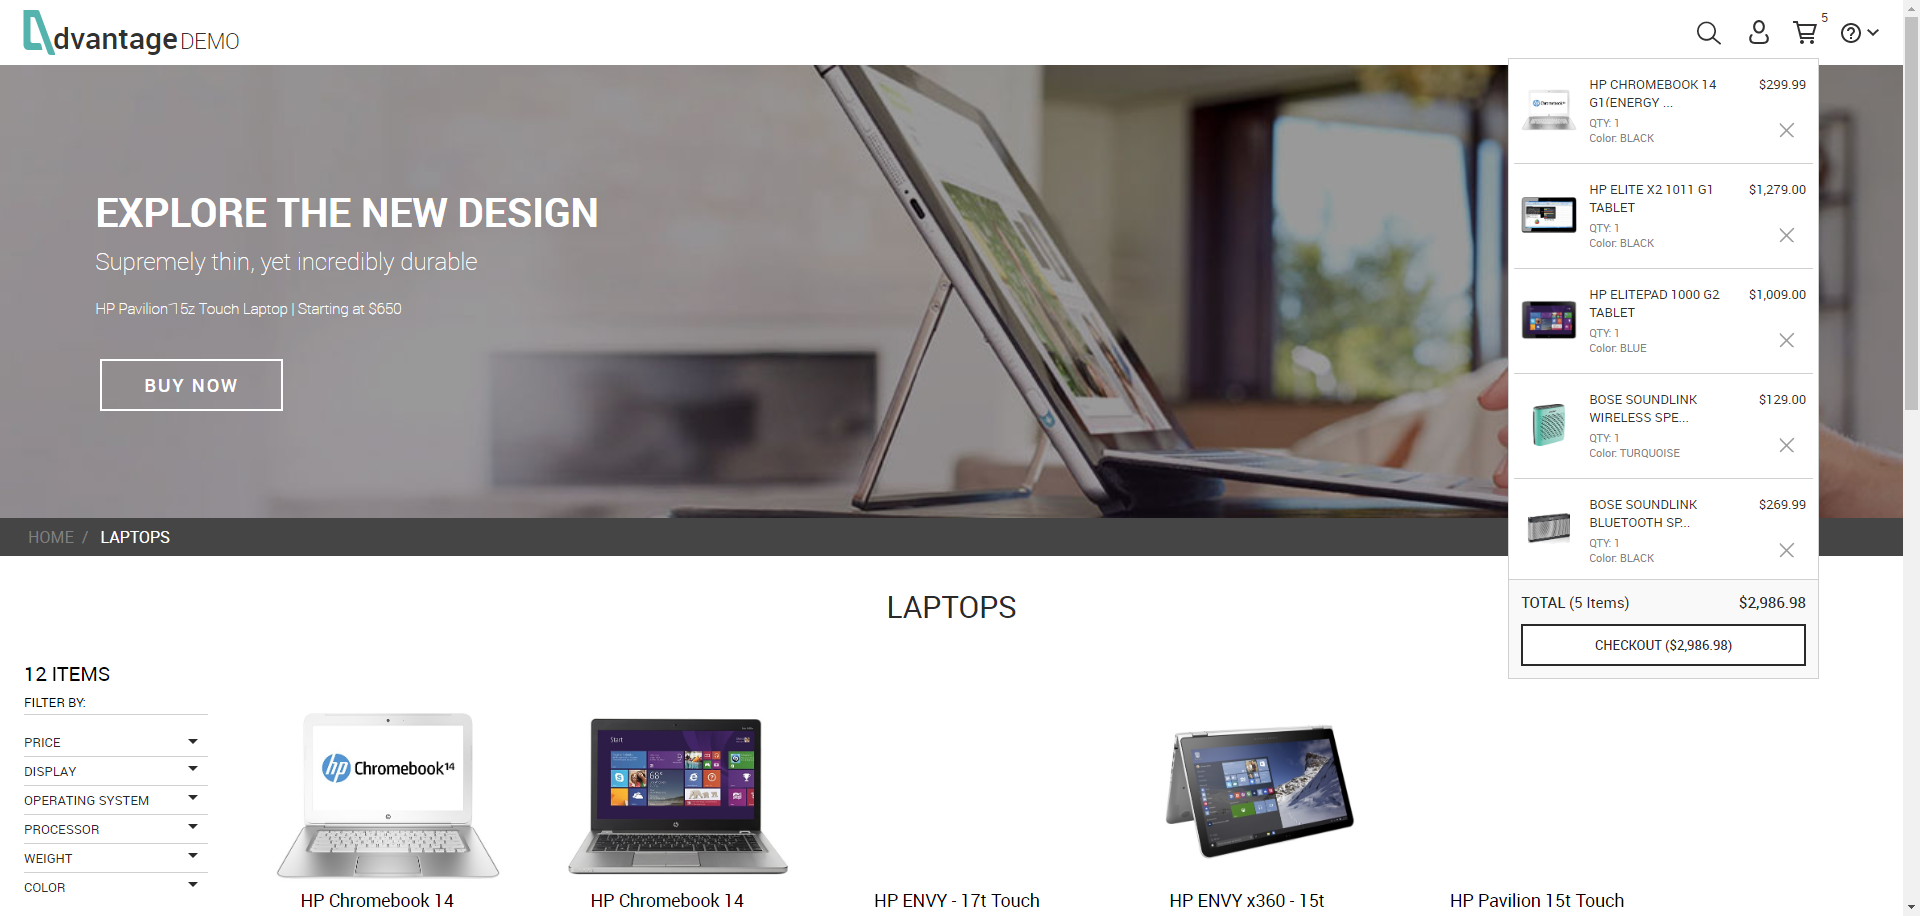 dvantage DEMO
5
HP CHROMEBOOK 14 $299.99
G1(ENERGY ...
QTY: 1
Color: BLACK
HP ELITE X2 1011 G1 $1,279.00
TABLET
QTY: 1
Color: BLACK
HP ELITEPAD 1000 G2 $1,009.00
TABLET
QTY: 1
Color: BLUE
BOSE SOUNDLINK $129.00
WIRELESS SPE...
QTY: 1
Color: TURQUOISE
BOSE SOUNDLINK $269.99
BLUETOOTH SP...
QTY: 1
Color: BLACK
TOTAL (5 Items) $2,986.98
CHECKOUT ($2,986.98)
EXPLORE THE NEW DESIGN
Supremely thin, yet incredibly durable
HP Pavilion 15z Touch Laptop | Starting at $650
BUY NOW
HOME / LAPTOPS
LAPTOPS
12 ITEMS
FILTER BY:
PRICE
DISPLAY
OPERATING SYSTEM
PROCESSOR
WEIGHT
COLOR
hp Chromebook 14
Start
HP Chromebook 14
HP Chromebook 14
HP ENVY - 17t Touch
HP ENVY x360 - 15t
HP Pavilion 15t Touch